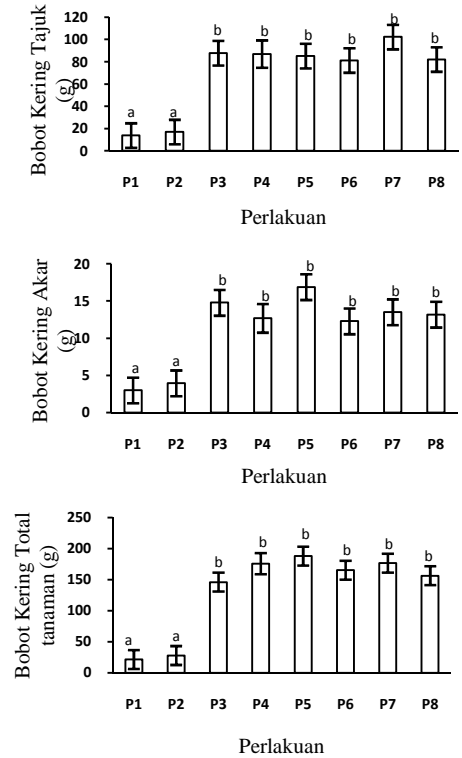 Bobot Kering Tajuk
(g)
120
100
80
60
40
20
0
a a b b b b b b
P1 P2 P3 P4 P5 P6 P7 P8
Perlakuan
Bobot Kering Akar
(g)
20
15
10
5
0
a a b b b b b b
P1 P2 P3 P4 P5 P6 P7 P8
Perlakuan
Bobot Kering Total
tanaman (g)
250
200
150
100
50
0
a a b b b b b b
P1 P2 P3 P4 P5 P6 P7 P8
Perlakuan